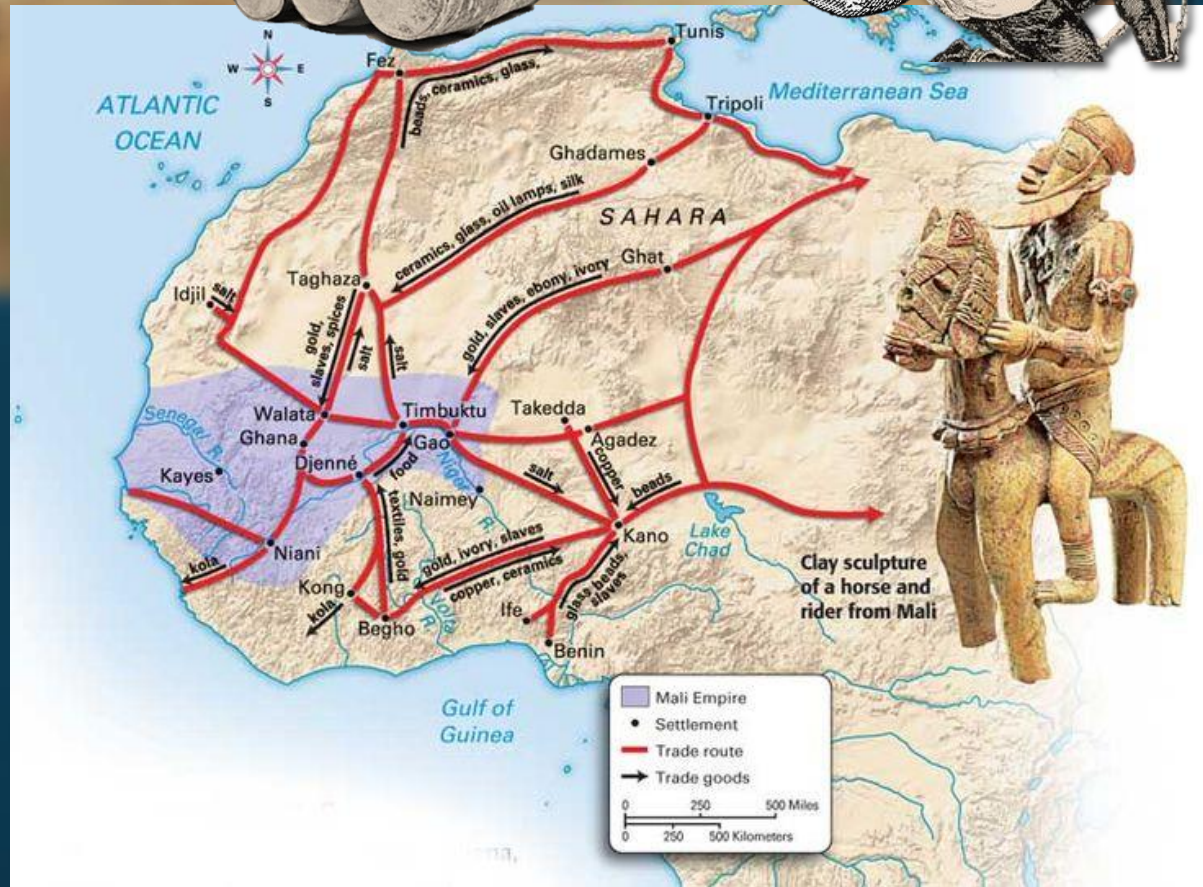 N
W E
S
Tunis
Fez
beads, ceramics, glass,
ATLANTIC
OCEAN
Mediterranean Sea
Tripoli
Ghadames
ceramics, glass, oil lamps, silk
SAHARA
Ghat
Taghaza
Idjil
salt
gold,
slaves, spices
salt
salt
gold, slaves, ebony, ivory
Walata
Timbuktu
Takedda
Senegal R.
Ghana
Gao
Agadez
Djenné
food
Niger
R.
copper
Kayes
salt
beads
Naimey
textiles, gold
Kano
Lake
Chad
gold, ivory, slaves
copper, ceramics
Niani
kola
Kong
kola
Volta
R.
Ife
glass, beads,
slaves
Begho
Benin
Clay sculpture
of a horse and
rider from Mali
Gulf of
Guinea
Mali Empire
Settlement
Trade route
Trade goods
0 250 500 Miles
0 250 500 Kilometers